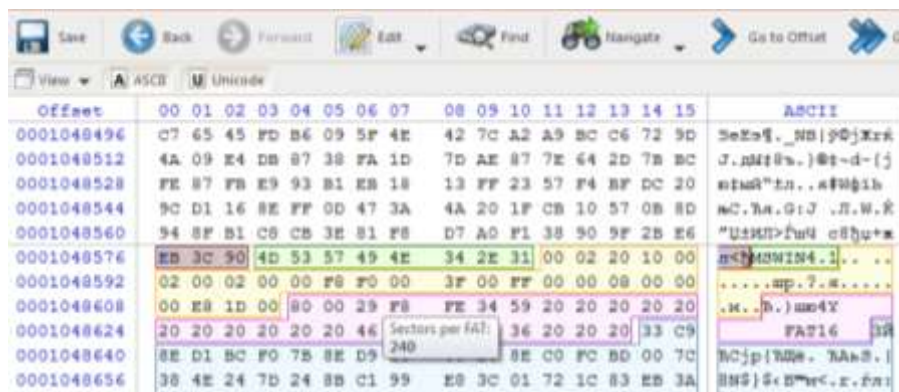 Save Back Forward Edit Find Navigate Go to Offset
View A ASCII U Unicode
Offset 00 01 02 03 04 05 06 07 08 09 10 11 12 13 14 15 ASCII
0001048496 C7 65 45 FD B6 09 5F 4E 42 7C A2 A9 BC C6 72 9D
0001048512 4A 09 E4 DB 87 38 FA 1D 7D AE 87 7E 64 2D 7B BC
0001048528 FE 87 FB E9 93 B1 EB 18 13 FF 23 57 F4 BF DC 20
0001048544 9C D1 16 8E FF 0D 47 3A 4A 20 1F CB 10 57 0B 8D
0001048560 94 8F B1 C8 CB 3E 81 F8 D7 A0 F1 38 90 9F 2B E6
0001048576 EB 3C 90 4D 53 57 49 4E 34 2E 31 00 02 20 10 00 MSWIN4.1
0001048592 02 00 02 00 00 F8 F0 00 3F 00 FF 00 00 08 00 00
0001048608 00 E8 1D 00 80 00 29 F8 FE 34 59 20 20 20 20 20
0001048624 20 20 20 20 20 20 46 36 20 20 20 33 C9 FAT16
Sectors per FAT:
240
0001048640 8E D1 BC F0 7B 8E D9 8E C0 FC BD 00 7C
0001048656 38 4E 24 7D 24 8B C1 99 E8 3C 01 72 1C 83 EB 3A